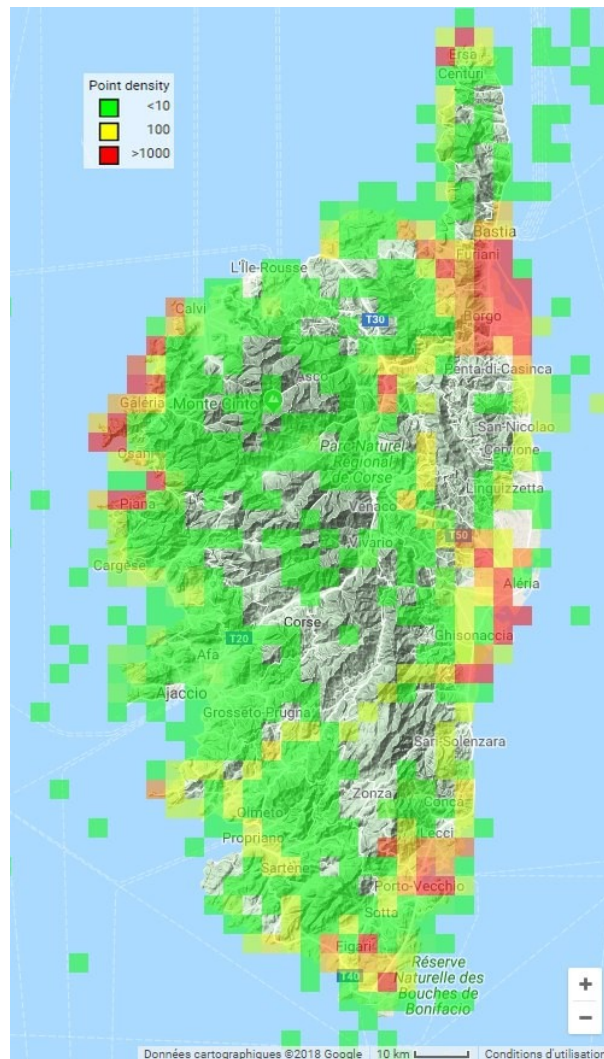 Point density
<10
100
>1000
Ersa
Centuri
Bastia
Furiani
L'Île-Rousse
Calvi
T30
Borgo
Asco
Penta-di-Casinca
Galéria
Monte Cinto
San-Nicolao
Cervione
Osani
Parc Naturel
Régional
de Corse
Linguizzetta
Piana
Venaco
Vivario
T50
Cargèse
Aléria
Corse
T20
Ghisonaccia
Afa
Ajaccio
Grosseto-Prugna
Sari-Solenzara
Zonza
Conca
Olmeto
Propriano
Lecci
Sartène
Porto-Vecchio
Sotta
Figari
T40
Réserve
Naturelle des
Bouches de
Bonifacio
+
−
Données cartographiques ©2018 Google
10 km
Conditions d'utilisatio